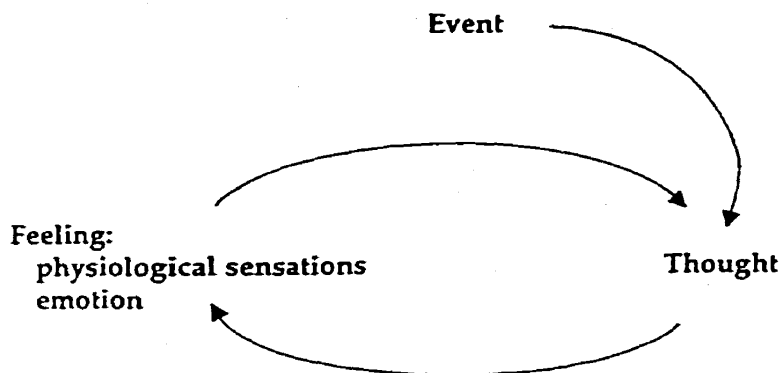 Event
Feeling:
physiological sensations
emotion
Thought